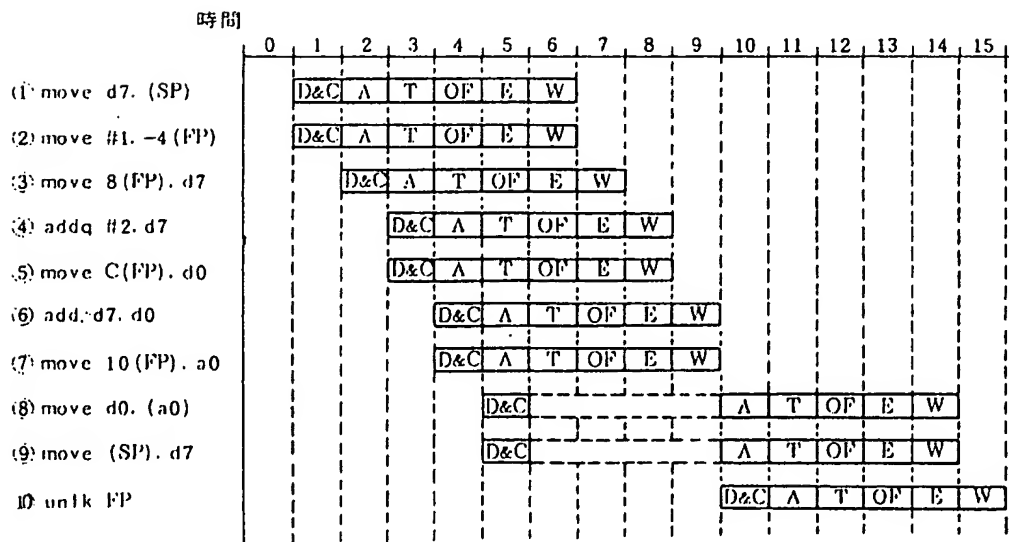 時間
0 1 2 3 4 5 6 7 8 9 10 11 12 13 14 15
(1) move d7. (SP) D&C A T OF E W
(2) move #1. -4 (FP) D&C A T OF E W
(3) move 8 (FP). d7 D&C A T OF E W
(4) addq #2. d7 D&C A T OF E W
(5) move C (FP). d0 D&C A T OF E W
(6) add. d7. d0 D&C A T OF E W
(7) move 10 (FP). a0 D&C A T OF E W
(8) move d0. (a0) D&C A T OF E W
(9) move (SP). d7 D&C A T OF E W
10 unlk FP D&C A T OF E W